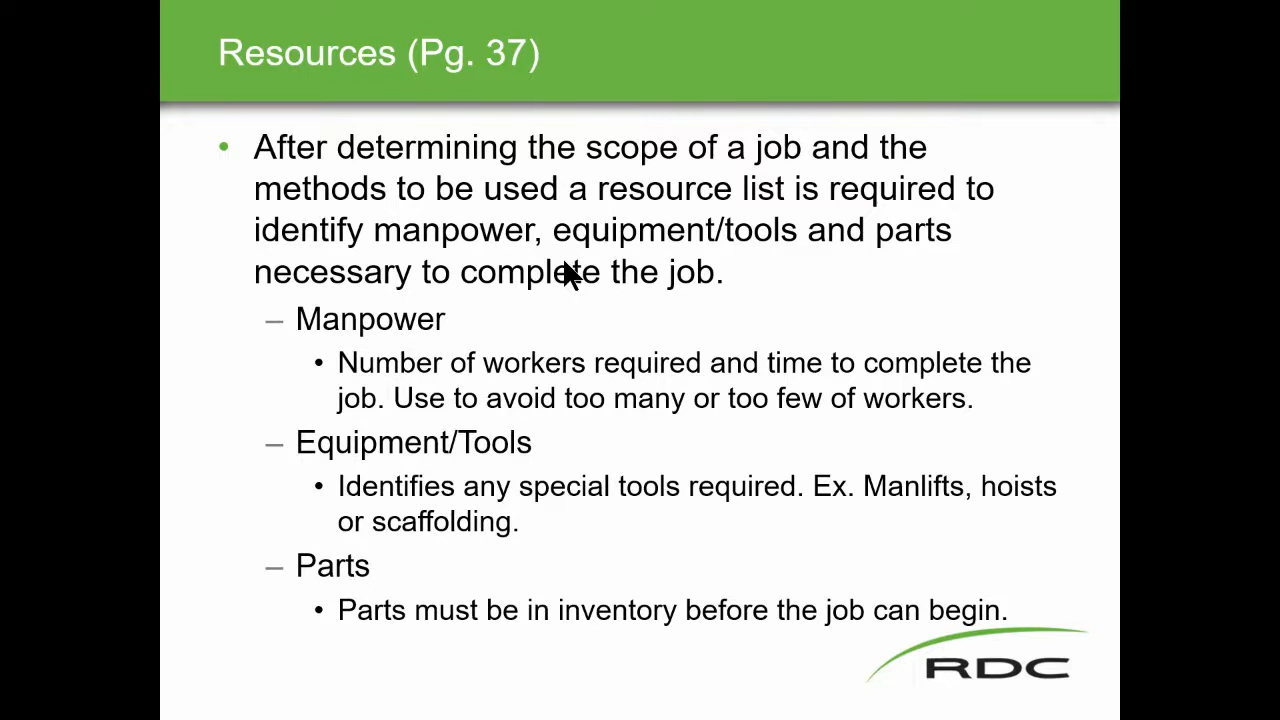 Resources (Pg. 37)
• After determining the scope of a job and the
methods to be used a resource list is required to
identify manpower, equipment/tools and parts
necessary to complete the job.
– Manpower
• Number of workers required and time to complete the
job. Use to avoid too many or too few of workers.
– Equipment/Tools
• Identifies any special tools required. Ex. Manlifts, hoists
or scaffolding.
– Parts
• Parts must be in inventory before the job can begin.
RDC